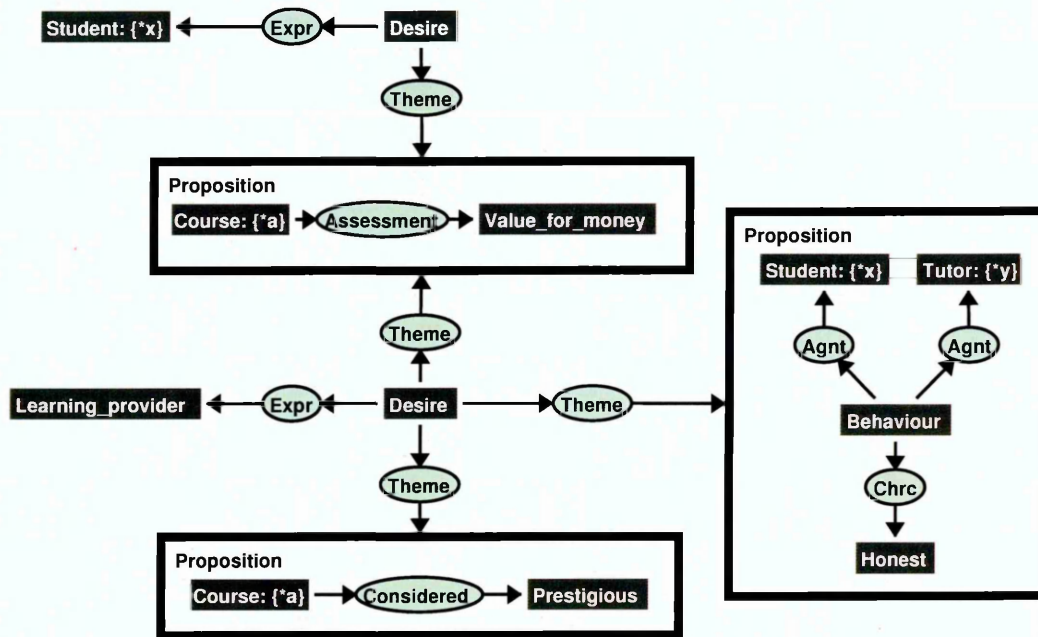 Student: {*x}
Expr
Desire
Theme
Proposition
Course: {*a}
Assessment
Value_for_money
Theme
Learning_provider
Expr
Desire
Theme
Theme
Proposition
Course: {*a}
Considered
Prestigious
Proposition
Student: {*x}
Tutor: {*y}
Agnt
Agnt
Behaviour
Chrc
Honest